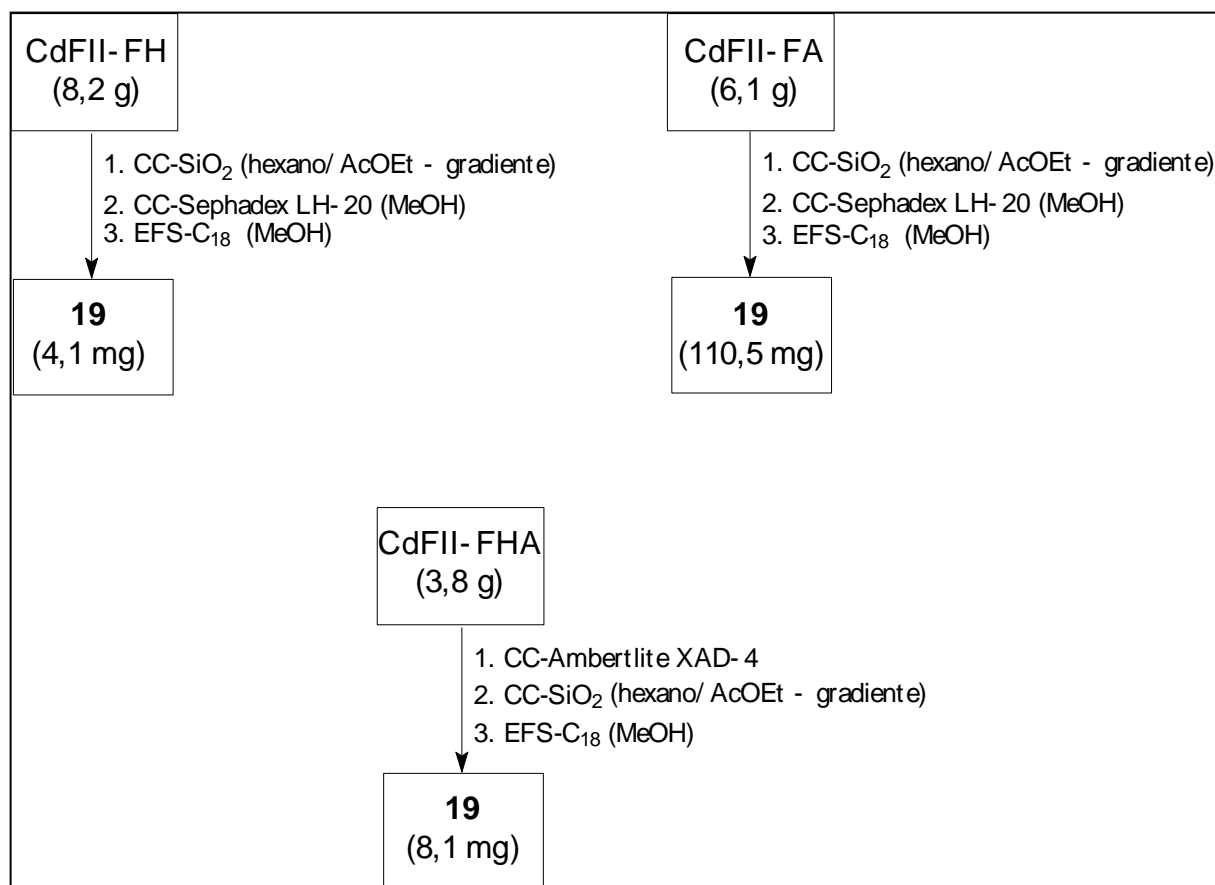 CdFII-FH
(8,2 g)
1. CC-SiO₂ (hexano/AcOEt - gradiente)
2. CC-Sephadex LH-20 (MeOH)
3. EFS-C₁₈ (MeOH)
19
(4,1 mg)
CdFII-FA
(6,1 g)
1. CC-SiO₂ (hexano/AcOEt - gradiente)
2. CC-Sephadex LH-20 (MeOH)
3. EFS-C₁₈ (MeOH)
19
(110,5 mg)
CdFII-FHA
(3,8 g)
1. CC-Ambertlite XAD-4
2. CC-SiO₂ (hexano/AcOEt - gradiente)
3. EFS-C₁₈ (MeOH)
19
(8,1 mg)